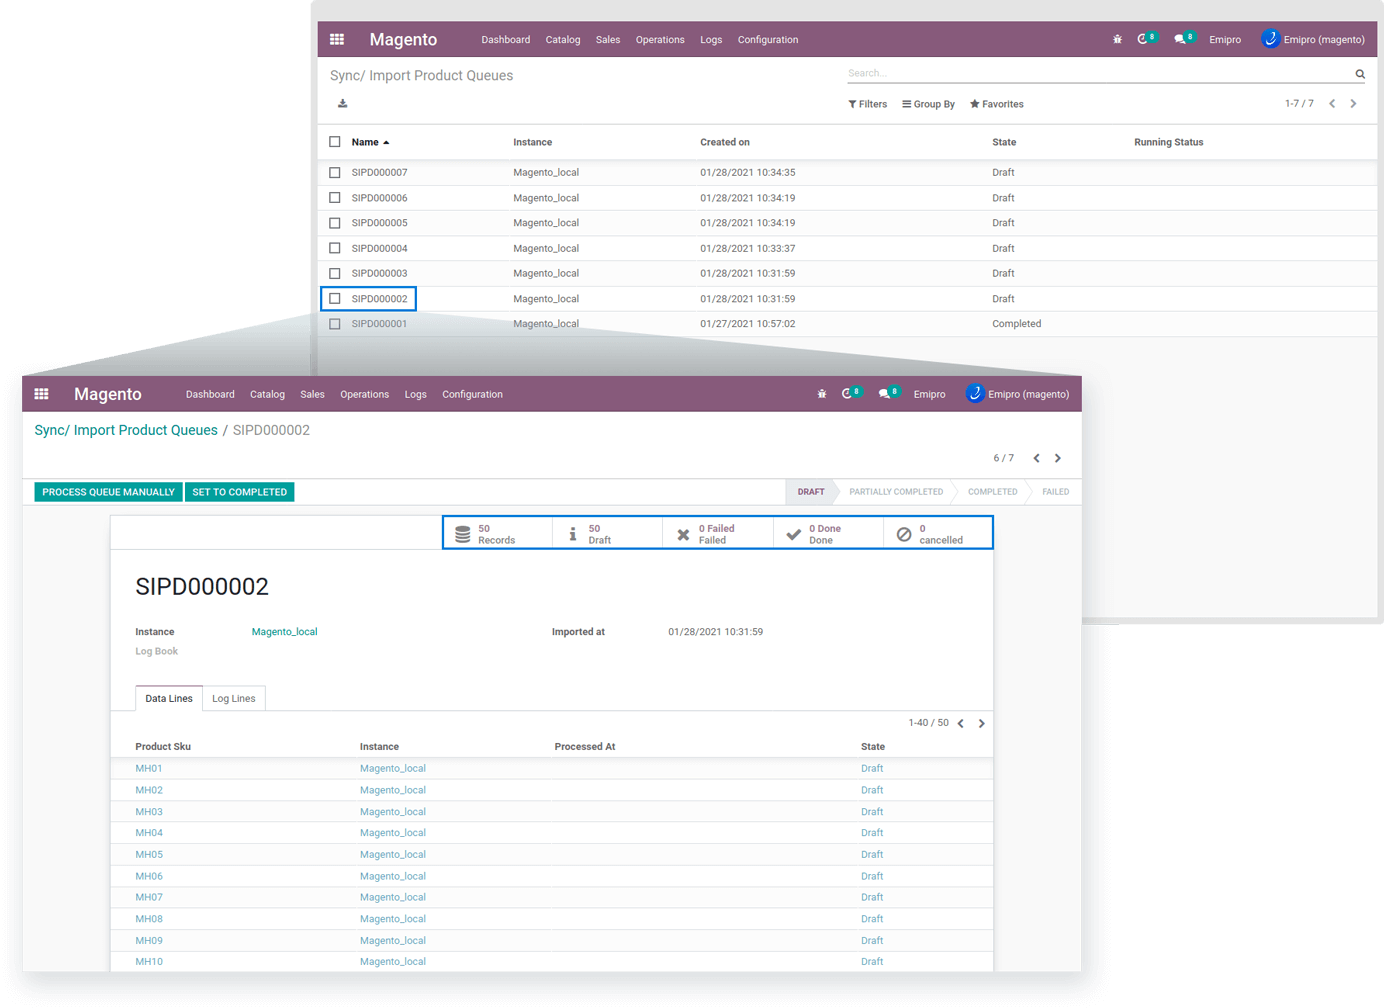 Magento Dashboard Catalog Sales Operations Logs Configuration 8 8 Emipro Emipro (magento)
Sync/ Import Product Queues Search...
Filters Group By Favorites 1-7 / 7
Name Instance Created on State Running Status
SIPD000007 Magento_local 01/28/2021 10:34:35 Draft
SIPD000006 Magento_local 01/28/2021 10:34:19 Draft
SIPD000005 Magento_local 01/28/2021 10:34:19 Draft
SIPD000004 Magento_local 01/28/2021 10:33:37 Draft
SIPD000003 Magento_local 01/28/2021 10:31:59 Draft
SIPD000002 Magento_local 01/28/2021 10:31:59 Draft
SIPD000001 Magento_local 01/27/2021 10:57:02 Completed
Magento Dashboard Catalog Sales Operations Logs Configuration 8 8 Emipro Emipro (magento)
Sync/ Import Product Queues / SIPD000002
6 / 7
PROCESS QUEUE MANUALLY SET TO COMPLETED DRAFT PARTIALLY COMPLETED COMPLETED FAILED
50 50 0 Failed 0 Done 0
Records Draft Failed Done cancelled
SIPD000002
Instance Magento_local Imported at 01/28/2021 10:31:59
Log Book
Data Lines Log Lines
1-40 / 50
Product Sku Instance Processed At State
MH01 Magento_local Draft
MH02 Magento_local Draft
MH03 Magento_local Draft
MH04 Magento_local Draft
MH05 Magento_local Draft
MH06 Magento_local Draft
MH07 Magento_local Draft
MH08 Magento_local Draft
MH09 Magento_local Draft
MH10 Magento_local Draft